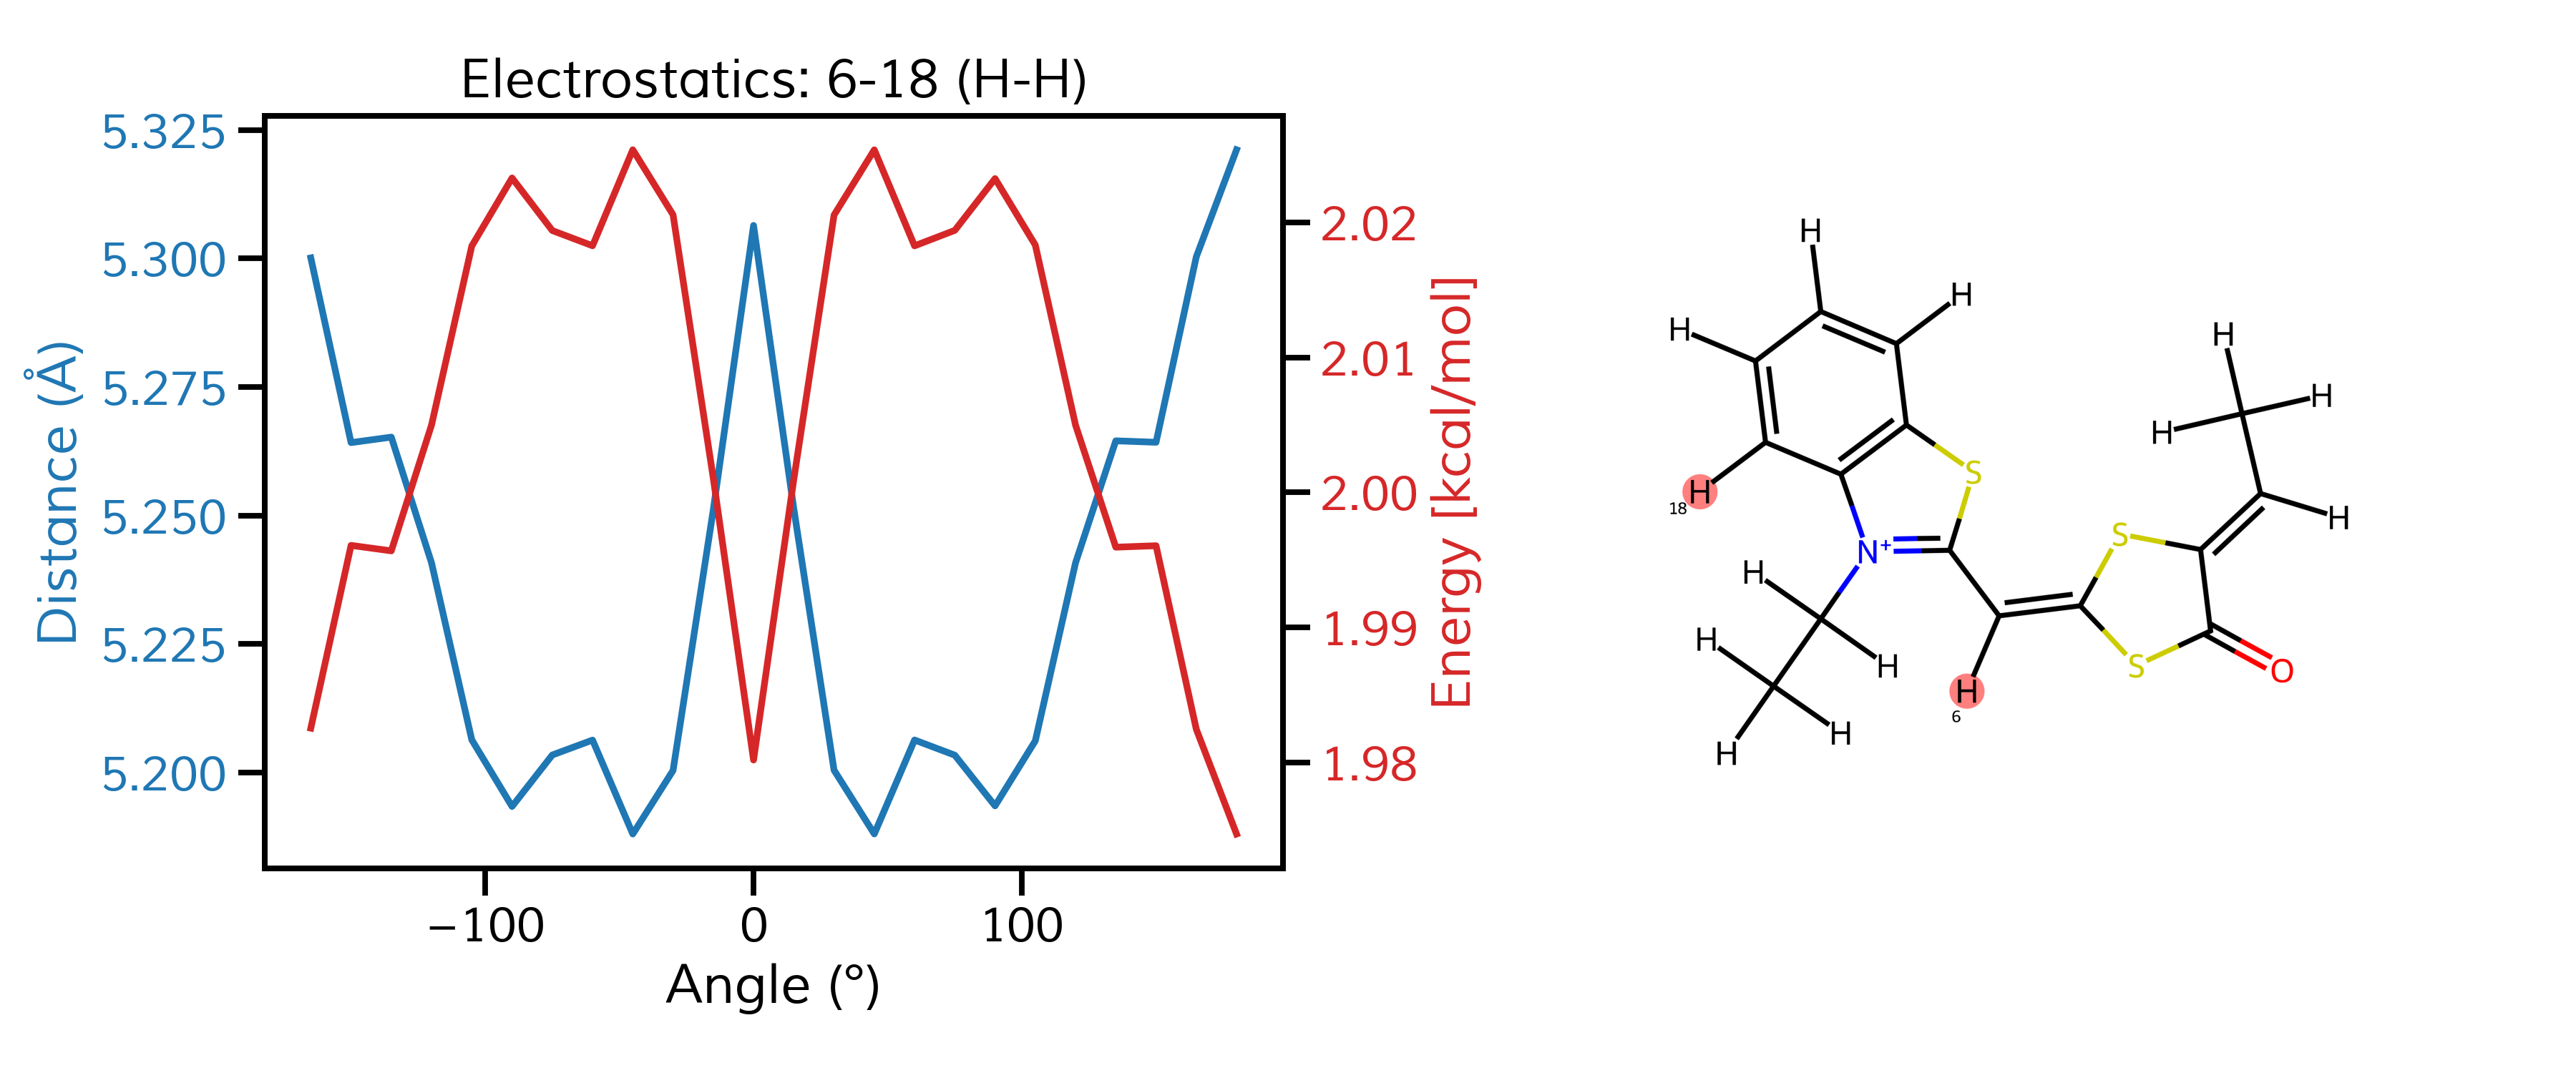 Electrostatics: 6-18 (H-H)
5.325
5.300
5.275
5.250
5.225
5.200
Distance (Å)
2.02
2.01
2.00
1.99
1.98
Energy [kcal/mol]
−100 0 100
Angle (°)
H
H
H
H
H
H
H
S
H
18
S
H
N+
H
H
H
S
O
H
6
H
H